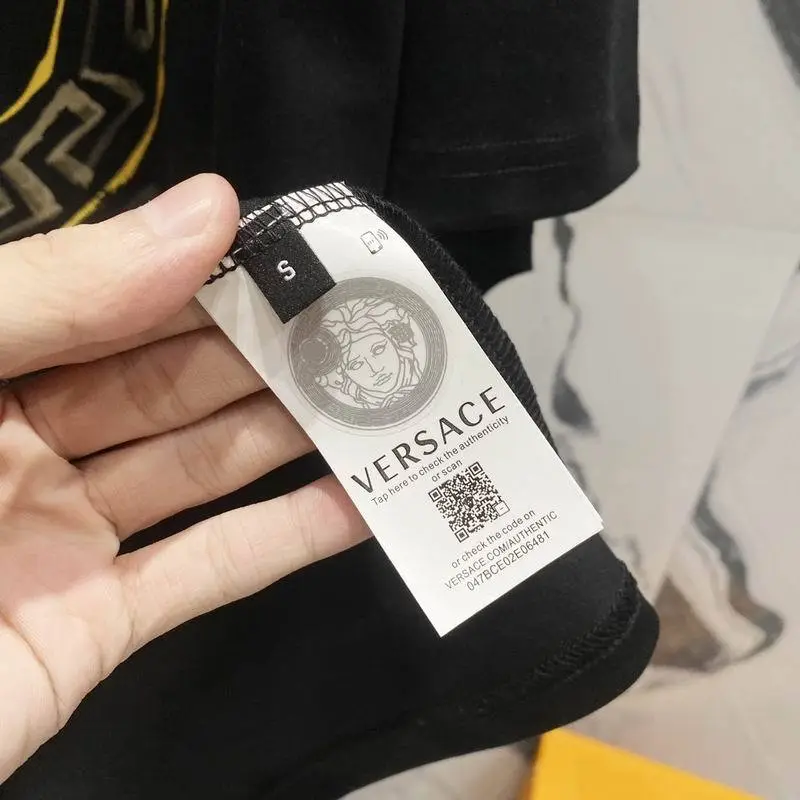 S
VERSACE
Tap here to check the authenticity
or scan
or check the code on
VERSACE.COM/AUTHENTIC
047BCE02E06481